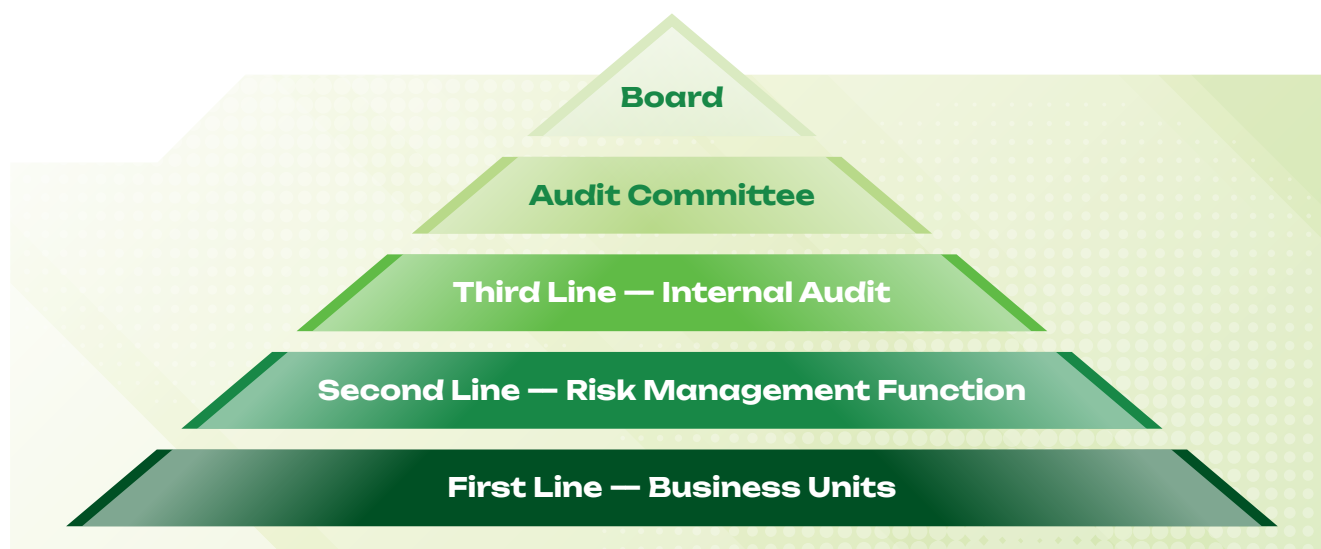 Board
Audit Committee
Third Line — Internal Audit
Second Line — Risk Management Function
First Line — Business Units